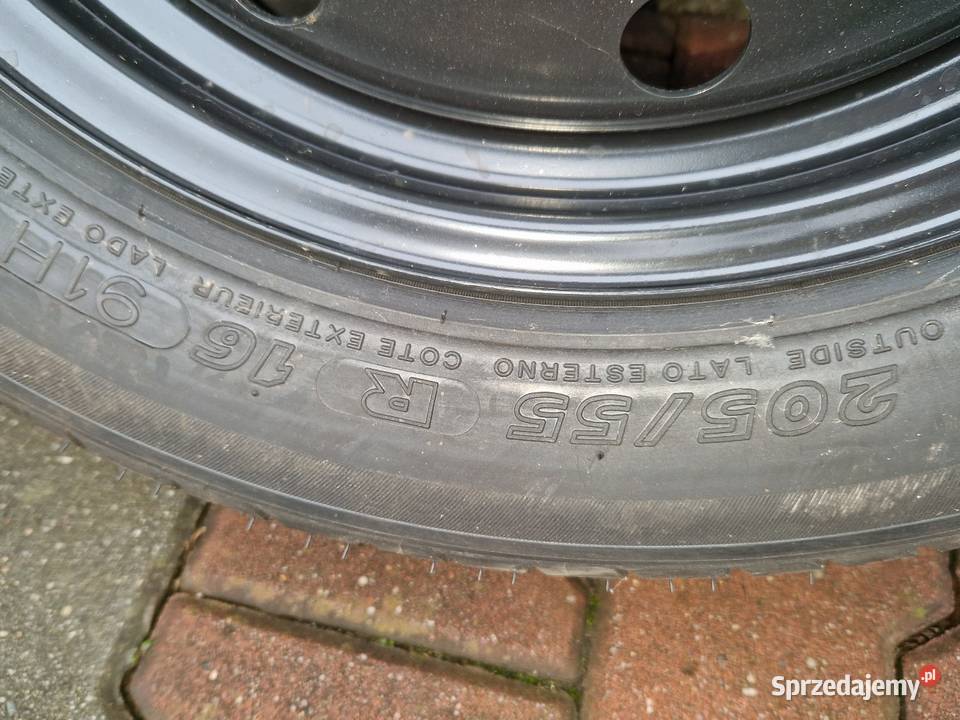 205/55 R 16 91H
OUTSIDE LATO ESTERNO COTE EXTERIEUR LADO EXTE
Sprzedajemy.pl